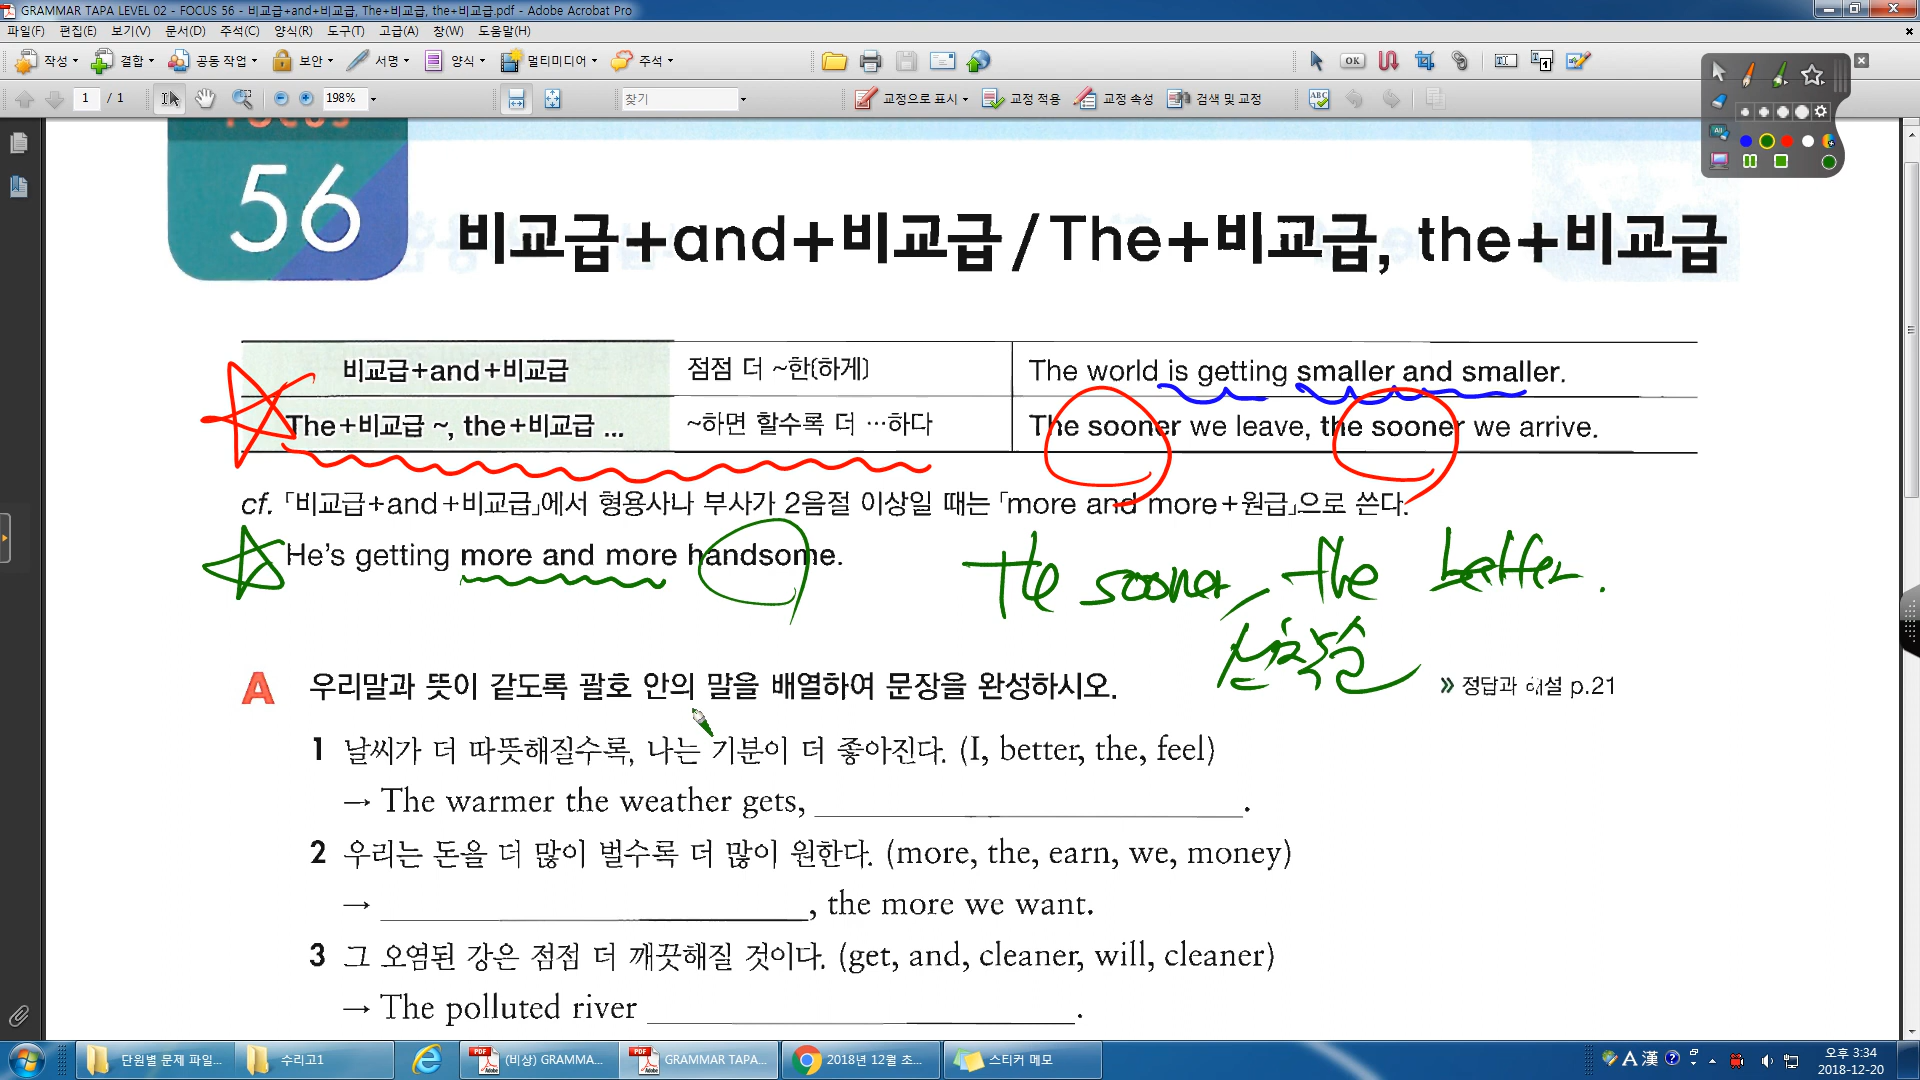 GRAMMAR TAPA LEVEL 02 - FOCUS 56 - 비교급+and+비교급, The+비교급, the+비교급.pdf - Adobe Acrobat Pro
파일(F) 편집(E) 보기(V) 문서(D) 주석(C) 양식(R) 도구(T) 고급(A) 창(W) 도움말(H)
작성 결합 공동 작업 보안 서명 양식 멀티미디어 주석 OK
1 / 1 198% 찾기 교정으로 표시 교정 적용 교정 속성 검색 및 교정
FOCUS
56
비교급+and+비교급/The+비교급, the+비교급
비교급+and+비교급 점점 더 ~한(하게) The world is getting smaller and smaller.
The+비교급 ~, the+비교급 ... ~하면 할수록 더 …하다 The sooner we leave, the sooner we arrive.
cf. 「비교급+and+비교급」에서 형용사나 부사가 2음절 이상일 때는 「more and more+원급」으로 쓴다.
He's getting more and more handsome.
The sooner, the better.
A 우리말과 뜻이 같도록 괄호 안의 말을 배열하여 문장을 완성하시오.
» 정답과 해설 p.21
1 날씨가 더 따뜻해질수록, 나는 기분이 더 좋아진다. (I, better, the, feel)
→ The warmer the weather gets, .
2 우리는 돈을 더 많이 벌수록 더 많이 원한다. (more, the, earn, we, money)
→ , the more we want.
3 그 오염된 강은 점점 더 깨끗해질 것이다. (get, and, cleaner, will, cleaner)
→ The polluted river .
단원별 문제 파일... 수리고1 (비상) GRAMMA... GRAMMAR TAPA... 2018년 12월 초... 스티커 메모
A 漢
오후 3:34
2018-12-20